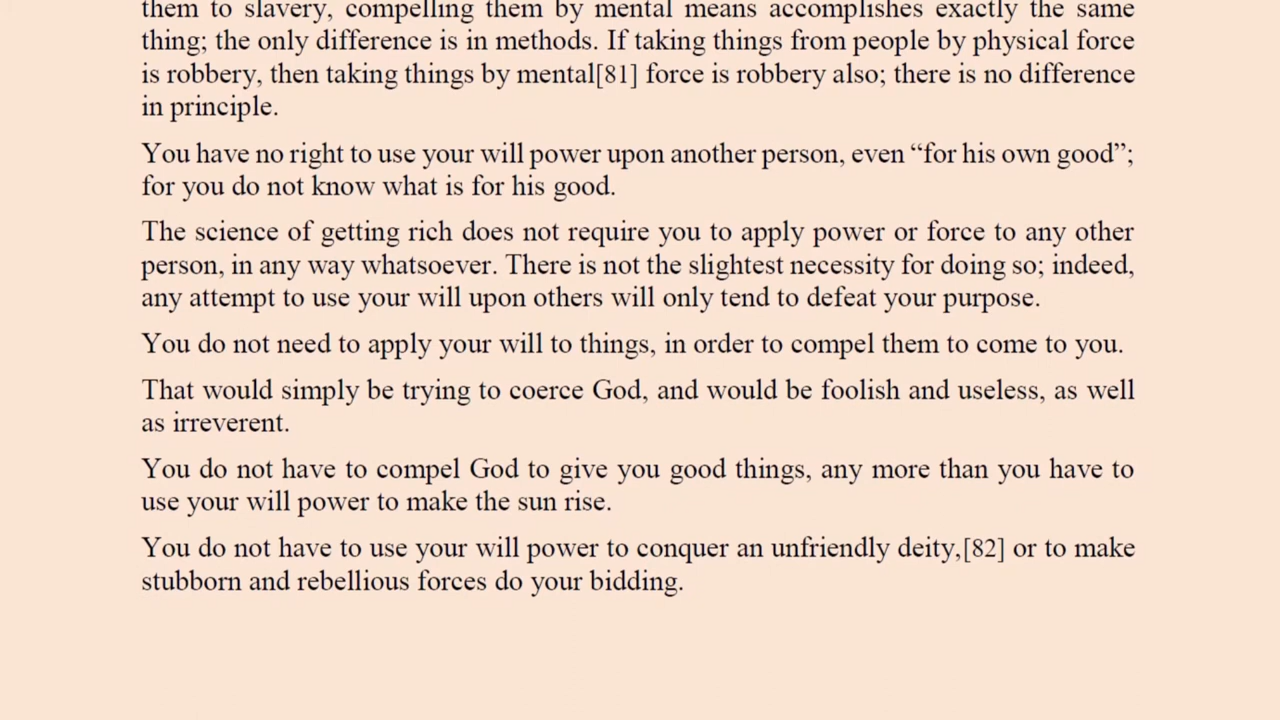 them to slavery, compelling them by mental means accomplishes exactly the same
thing; the only difference is in methods. If taking things from people by physical force
is robbery, then taking things by mental[81] force is robbery also; there is no difference
in principle.
You have no right to use your will power upon another person, even “for his own good”;
for you do not know what is for his good.
The science of getting rich does not require you to apply power or force to any other
person, in any way whatsoever. There is not the slightest necessity for doing so; indeed,
any attempt to use your will upon others will only tend to defeat your purpose.
You do not need to apply your will to things, in order to compel them to come to you.
That would simply be trying to coerce God, and would be foolish and useless, as well
as irreverent.
You do not have to compel God to give you good things, any more than you have to
use your will power to make the sun rise.
You do not have to use your will power to conquer an unfriendly deity,[82] or to make
stubborn and rebellious forces do your bidding.